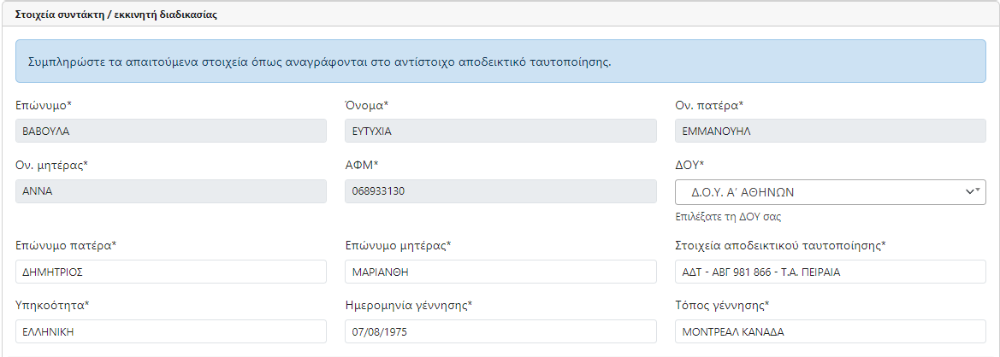 Στοιχεία συντάκτη / εκκινητή διαδικασίας
Συμπληρώστε τα απαιτούμενα στοιχεία όπως αναγράφονται στο αντίστοιχο αποδεικτικό ταυτοποίησης.
Επώνυμο* Όνομα* Ον. πατέρα*
ΒΑΒΟΥΛΑ ΕΥΤΥΧΙΑ ΕΜΜΑΝΟΥΗΛ
Ον. μητέρας* ΑΦΜ* ΔΟΥ*
ΑΝΝΑ 068933130 Δ.Ο.Υ. Α΄ ΑΘΗΝΩΝ
Επιλέξατε τη ΔΟΥ σας
Επώνυμο πατέρα* Επώνυμο μητέρας* Στοιχεία αποδεικτικού ταυτοποίησης*
ΔΗΜΗΤΡΙΟΣ ΜΑΡΙΑΝΘΗ ΑΔΤ - ΑΒΓ 981 866 - Τ.Α. ΠΕΙΡΑΙΑ
Υπηκοότητα* Ημερομηνία γέννησης* Τόπος γέννησης*
ΕΛΛΗΝΙΚΗ 07/08/1975 ΜΟΝΤΡΕΑΛ ΚΑΝΑΔΑ